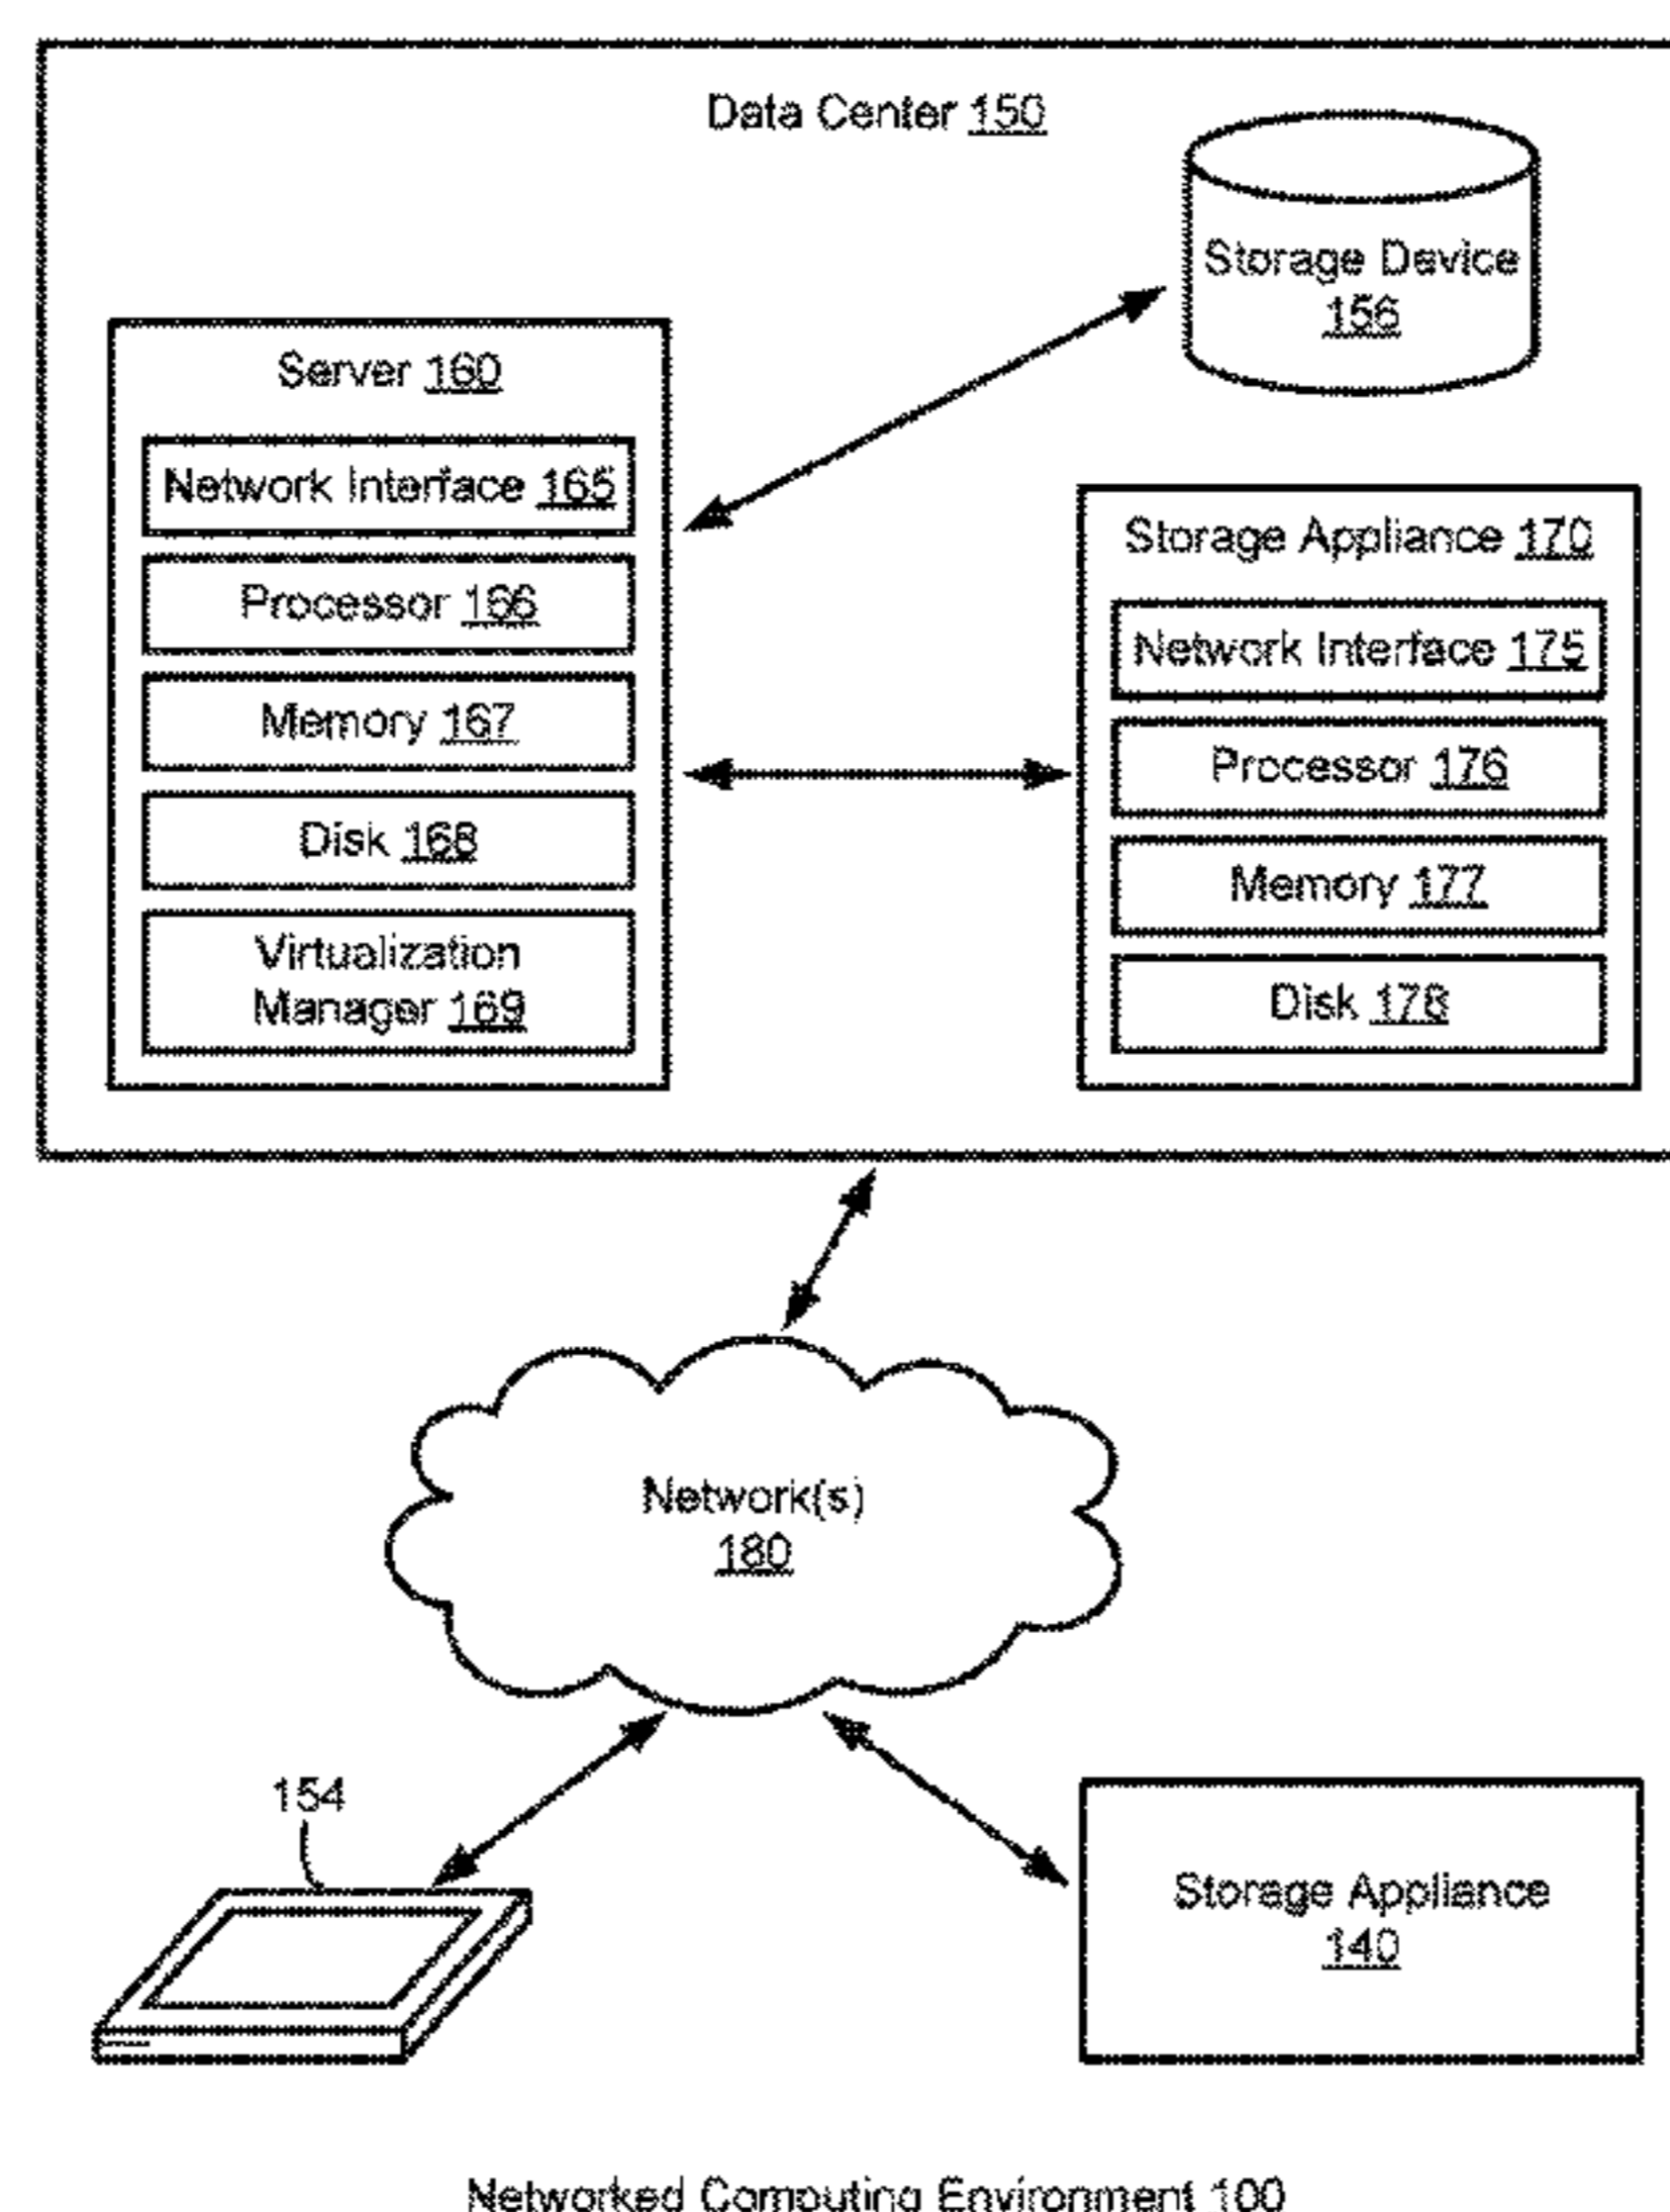 Data Center 150
Storage Device
156
Server 160
Network Interface 165
Processor 166
Memory 167
Disk 168
Virtualization
Manager 169
Storage Appliance 170
Network Interface 175
Processor 176
Memory 177
Disk 178
Network(s)
180
154
Storage Appliance
140
Networked Computing Environment 100